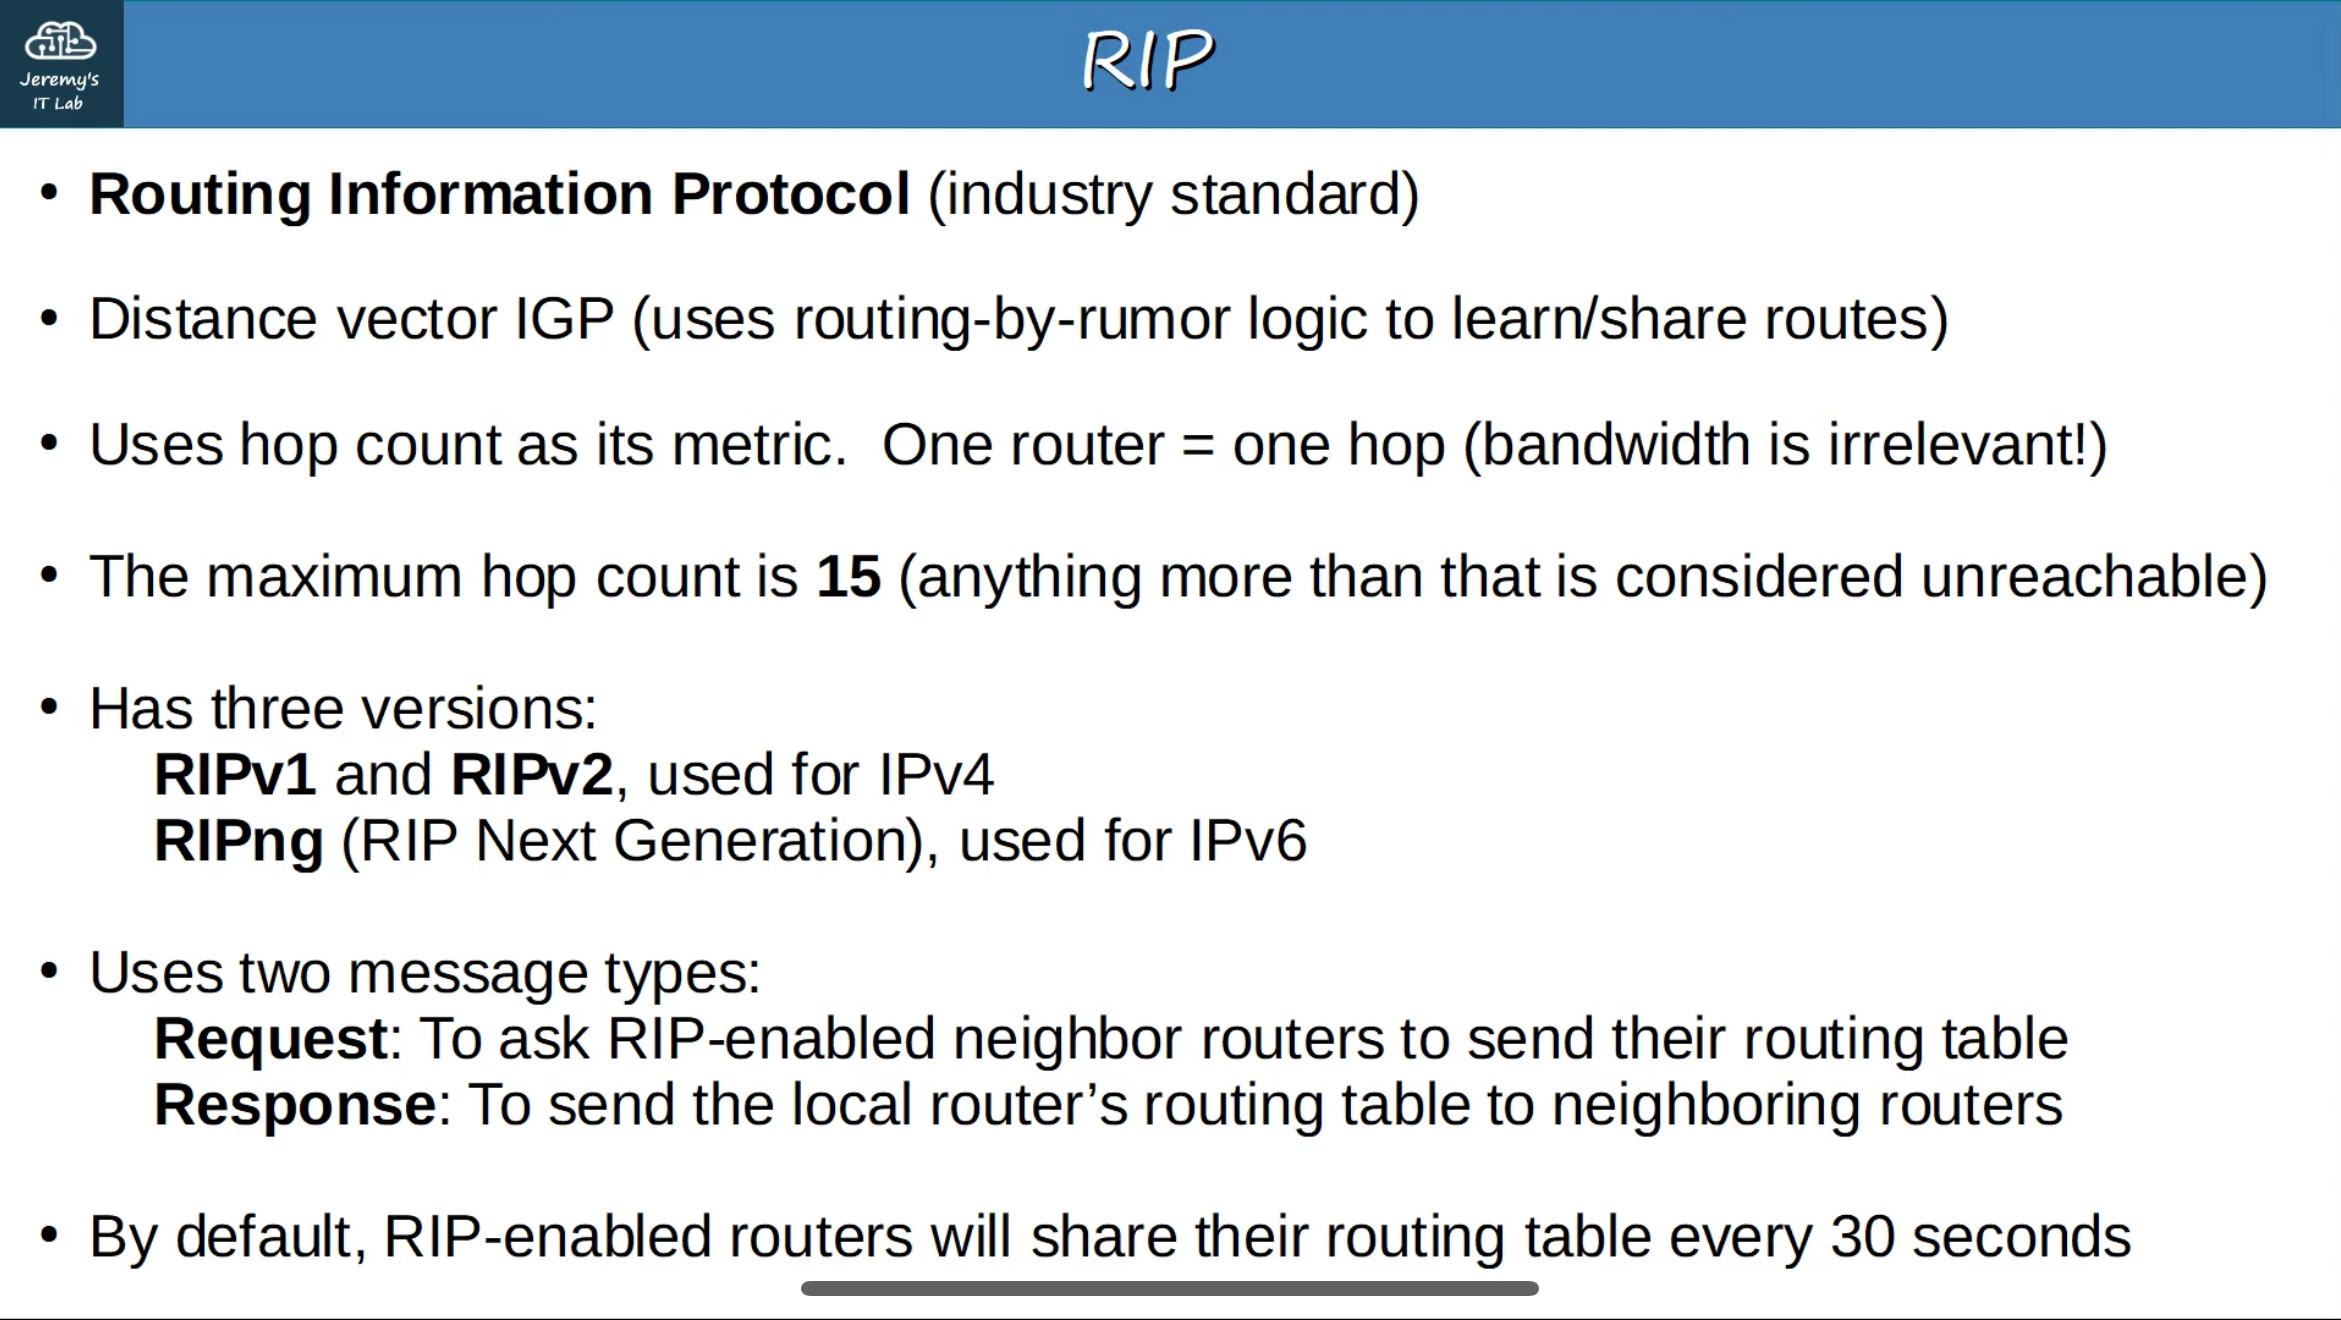 Jeremy's
IT Lab
RIP
• Routing Information Protocol (industry standard)
• Distance vector IGP (uses routing-by-rumor logic to learn/share routes)
• Uses hop count as its metric.  One router = one hop (bandwidth is irrelevant!)
• The maximum hop count is 15 (anything more than that is considered unreachable)
• Has three versions:
RIPv1 and RIPv2, used for IPv4
RIPng (RIP Next Generation), used for IPv6
• Uses two message types:
Request: To ask RIP-enabled neighbor routers to send their routing table
Response: To send the local router’s routing table to neighboring routers
• By default, RIP-enabled routers will share their routing table every 30 seconds